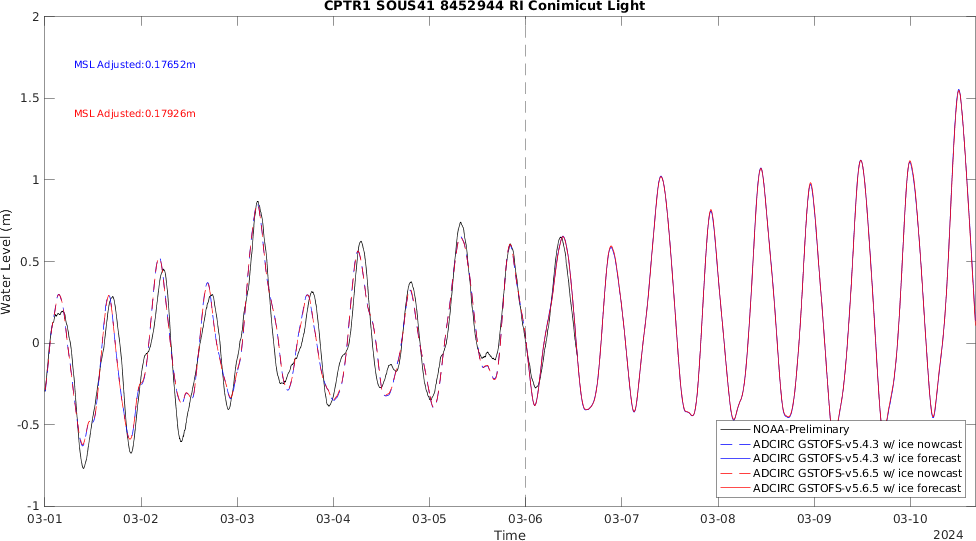 CPTR1 SOUS41 8452944 RI Conimicut Light
Water Level (m)
2
1.5
1
0.5
0
-0.5
-1
MSL Adjusted:0.17652m
MSL Adjusted:0.17926m
NOAA-Preliminary
ADCIRC GSTOFS-v5.4.3 w/ ice nowcast
ADCIRC GSTOFS-v5.4.3 w/ ice forecast
ADCIRC GSTOFS-v5.6.5 w/ ice nowcast
ADCIRC GSTOFS-v5.6.5 w/ ice forecast
03-01 03-02 03-03 03-04 03-05 03-06 03-07 03-08 03-09 03-10
Time
2024